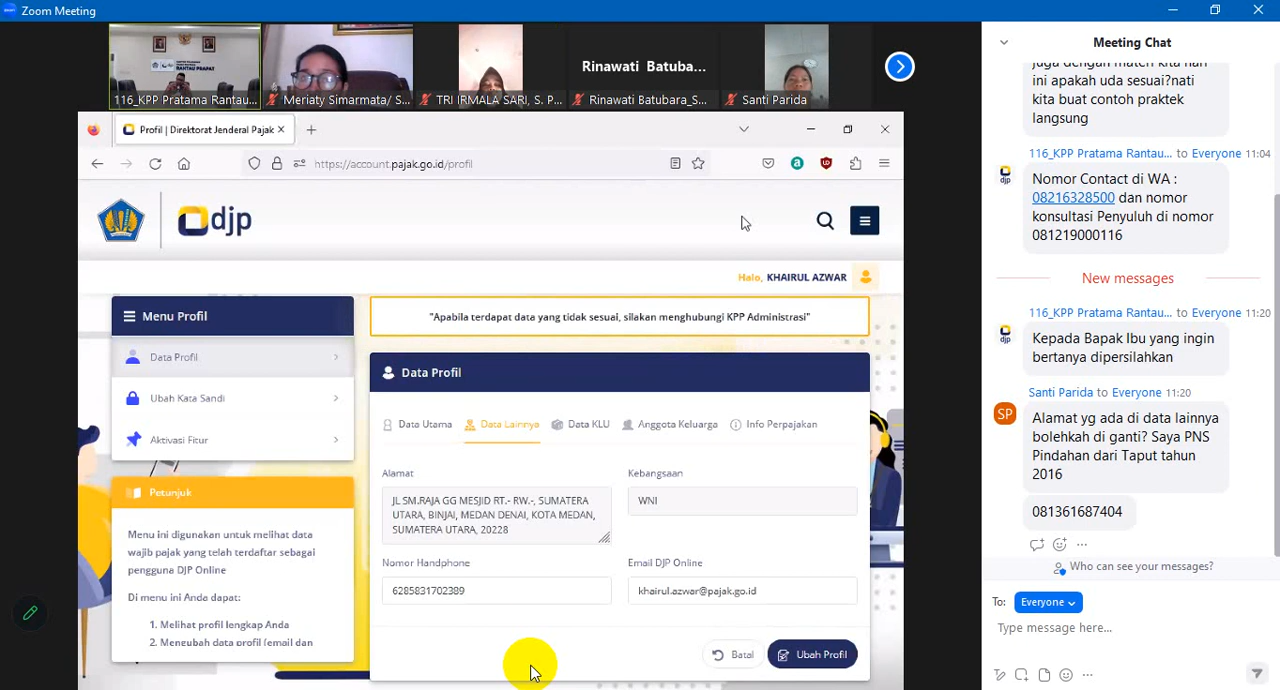 Zoom Meeting
116_KPP Pratama Rantau...
Meriaty Simarmata/ S...
TRI IRMALA SARI, S. P...
Rinawati Batuba...
Rinawati Batubara_S...
Santi Parida
RANTAU PRAPAT
Profil | Direktorat Jenderal Pajak
https://account.pajak.go.id/profil
djp
Halo, KHAIRUL AZWAR
Menu Profil
Data Profil
Ubah Kata Sandi
Aktivasi Fitur
Petunjuk
Menu ini digunakan untuk melihat data
wajib pajak yang telah terdaftar sebagai
pengguna DJP Online
Di menu ini Anda dapat:
1. Melihat profil lengkap Anda
2. Mengubah data profil (email dan
"Apabila terdapat data yang tidak sesuai, silakan menghubungi KPP Administrasi"
Data Profil
Data Utama
Data Lainnya
Data KLU
Anggota Keluarga
Info Perpajakan
Alamat
JL SM.RAJA GG MESJID RT.- RW.-, SUMATERA
UTARA, BINJAI, MEDAN DENAI, KOTA MEDAN,
SUMATERA UTARA, 20228
Kebangsaan
WNI
Nomor Handphone
6285831702389
Email DJP Online
khairul.azwar@pajak.go.id
Batal
Ubah Profil
Meeting Chat
juga dengan materi kita hari
ini apakah uda sesuai?nati
kita buat contoh praktek
langsung
116_KPP Pratama Rantau... to Everyone 11:04
djp
Nomor Contact di WA :
08216328500 dan nomor
konsultasi Penyuluh di nomor
081219000116
New messages
116_KPP Pratama Rantau... to Everyone 11:20
djp
Kepada Bapak Ibu yang ingin
bertanya dipersilahkan
Santi Parida to Everyone 11:20
SP
Alamat yg ada di data lainnya
bolehkah di ganti? Saya PNS
Pindahan dari Taput tahun
2016
081361687404
Who can see your messages?
To: Everyone
Type message here...